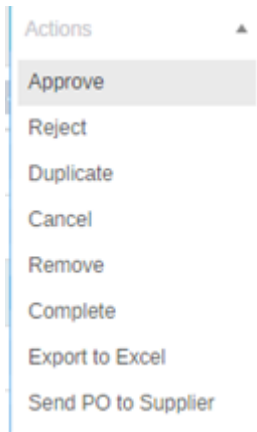 Actions
Approve
Reject
Duplicate
Cancel
Remove
Complete
Export to Excel
Send PO to Supplier